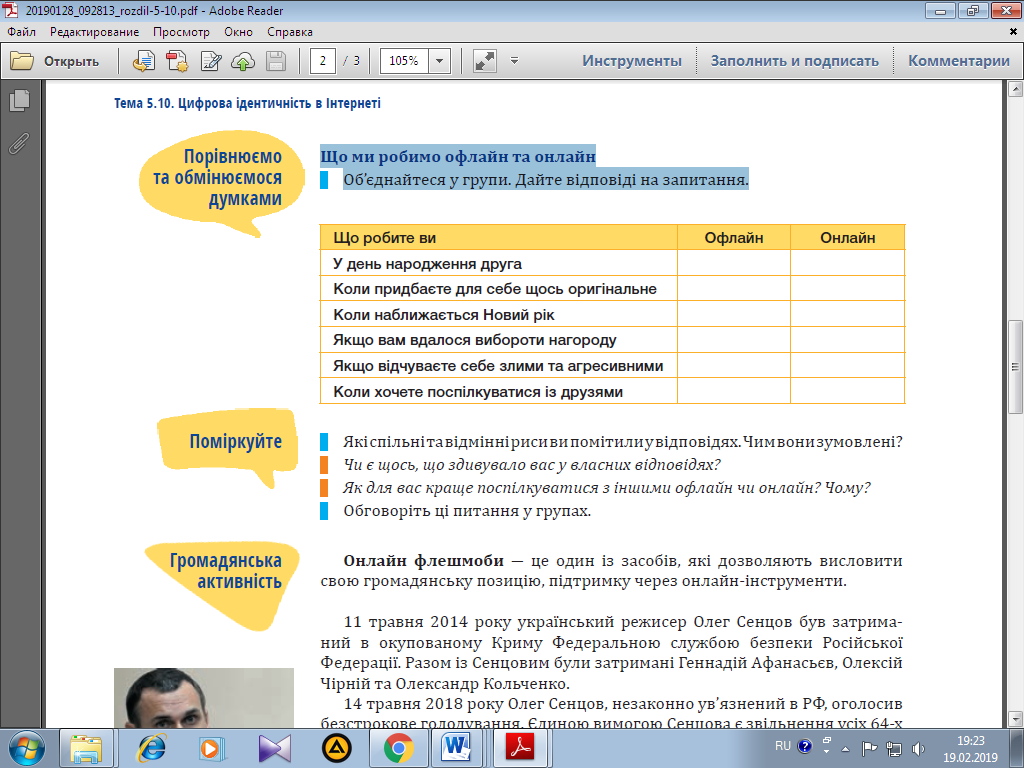 20190128_092813_rozdil-5-10.pdf - Adobe Reader
Файл Редактирование Просмотр Окно Справка
Открыть 2 / 3 105% Инструменты Заполнить и подписать Комментарии
Тема 5.10. Цифрова ідентичність в Інтернеті
Порівнюємо
та обмінюємося
думками
Що ми робимо офлайн та онлайн
Об’єднайтеся у групи. Дайте відповіді на запитання.
Що робите ви Офлайн Онлайн
У день народження друга
Коли придбаєте для себе щось оригінальне
Коли наближається Новий рік
Якщо вам вдалося вибороти нагороду
Якщо відчуваєте себе злими та агресивними
Коли хочете поспілкуватися із друзями
Поміркуйте
Які спільні та відмінні риси ви помітили у відповідях. Чим вони зумовлені?
Чи є щось, що здивувало вас у власних відповідях?
Як для вас краще поспілкуватися з іншими офлайн чи онлайн? Чому?
Обговоріть ці питання у групах.
Громадянська
активність
Онлайн флешмоби — це один із засобів, які дозволяють висловити
свою громадянську позицію, підтримку через онлайн-інструменти.
11 травня 2014 року український режисер Олег Сенцов був затрима-
ний в окупованому Криму Федеральною службою безпеки Російської
Федерації. Разом із Сенцовим були затримані Геннадій Афанасьєв, Олексій
Чірній та Олександр Кольченко.
14 травня 2018 року Олег Сенцов, незаконно ув’язнений в РФ, оголосив
безстрокове голодування. Єдиною вимогою Сенцова є звільнення усіх 64-х
RU
19:23
19.02.2019